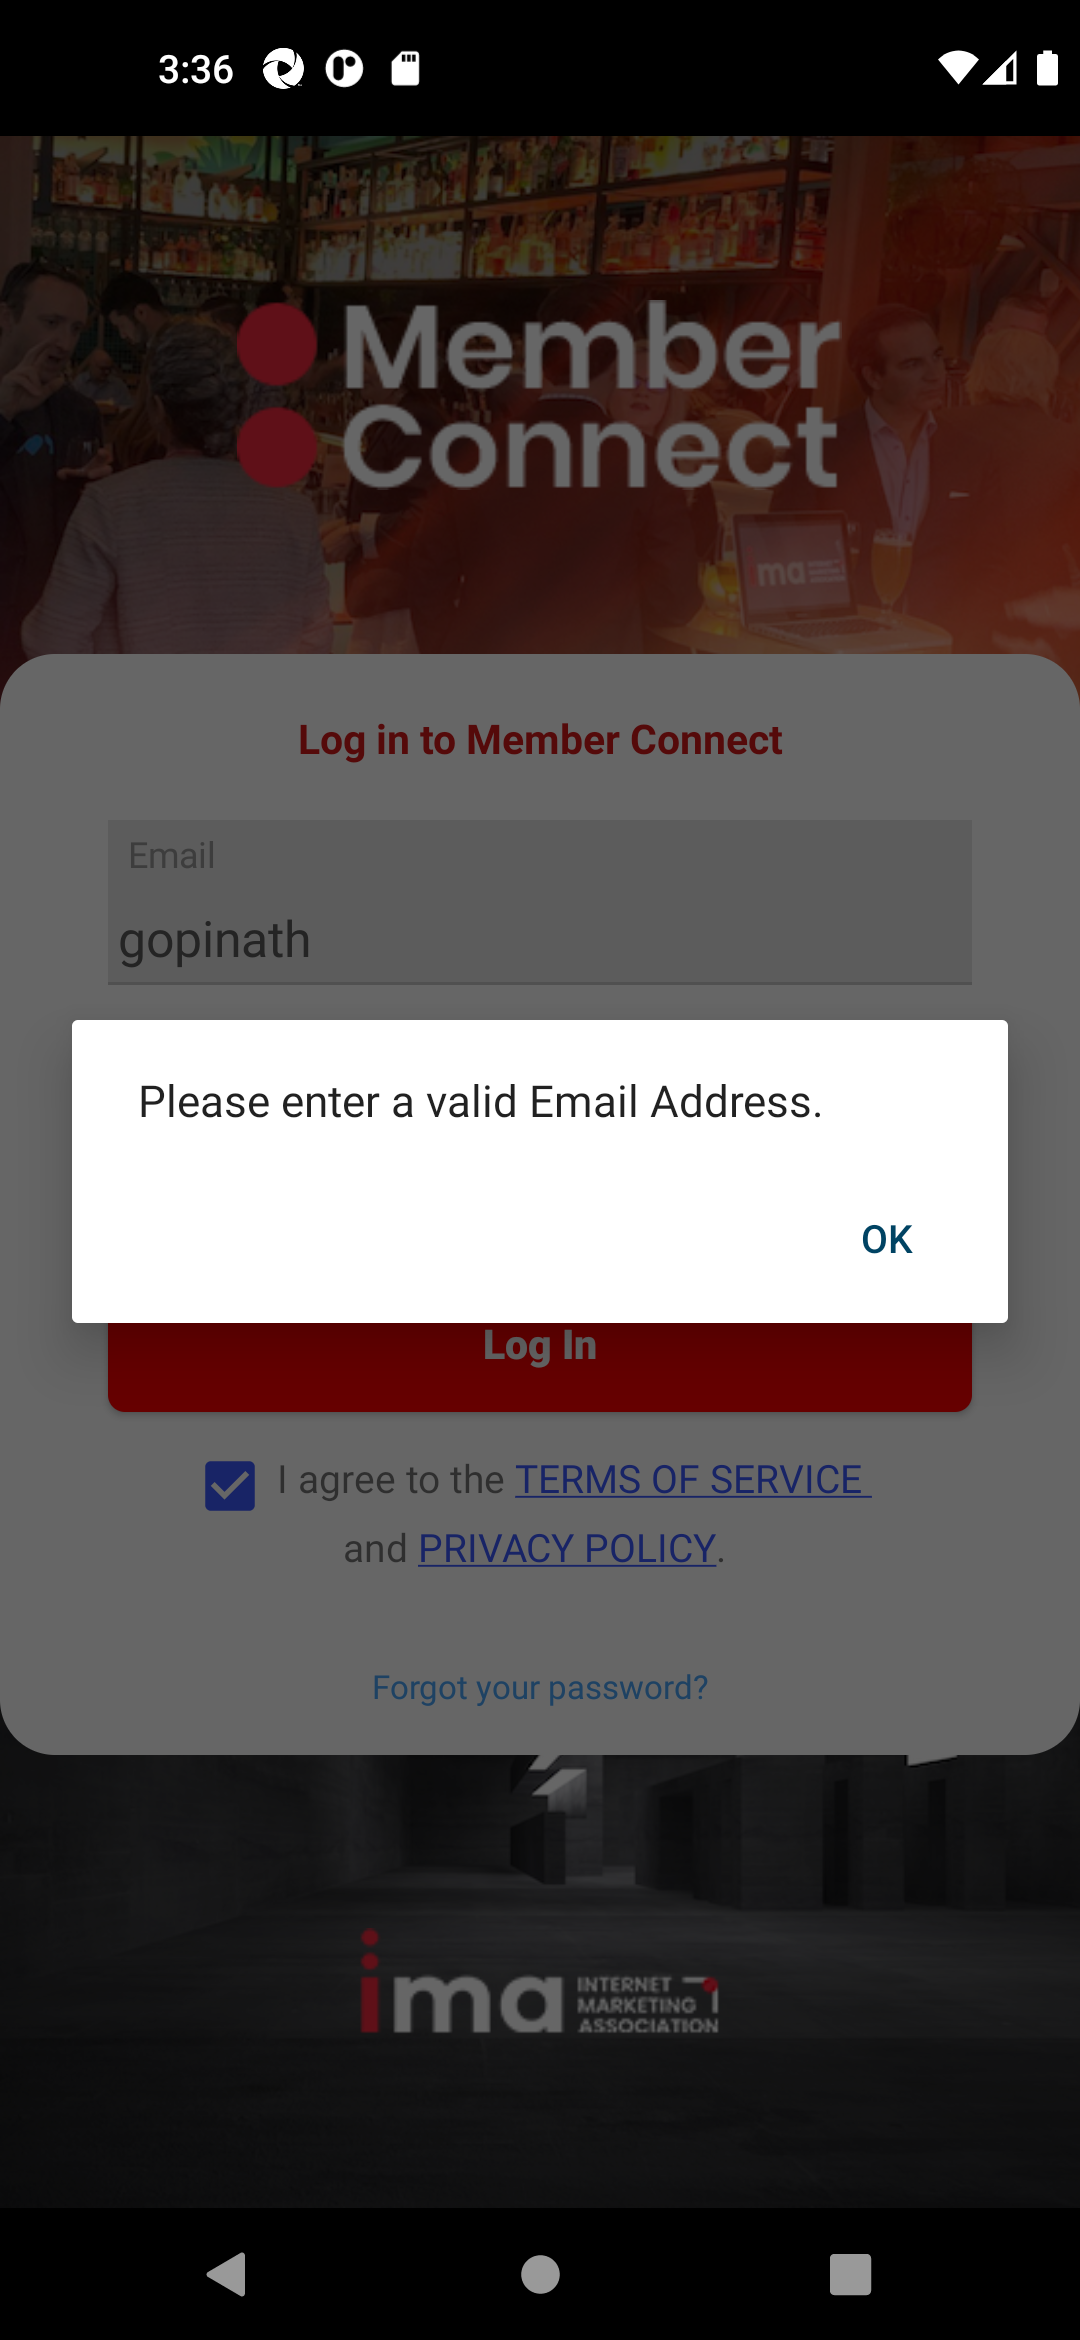 3:36
Member
Connect
ima
Log in to Member Connect
Email
gopinath
Please enter a valid Email Address.
OK
Log In
I agree to the TERMS OF SERVICE
and PRIVACY POLICY.
Forgot your password?
ima INTERNET
MARKETING
ASSOCIATION